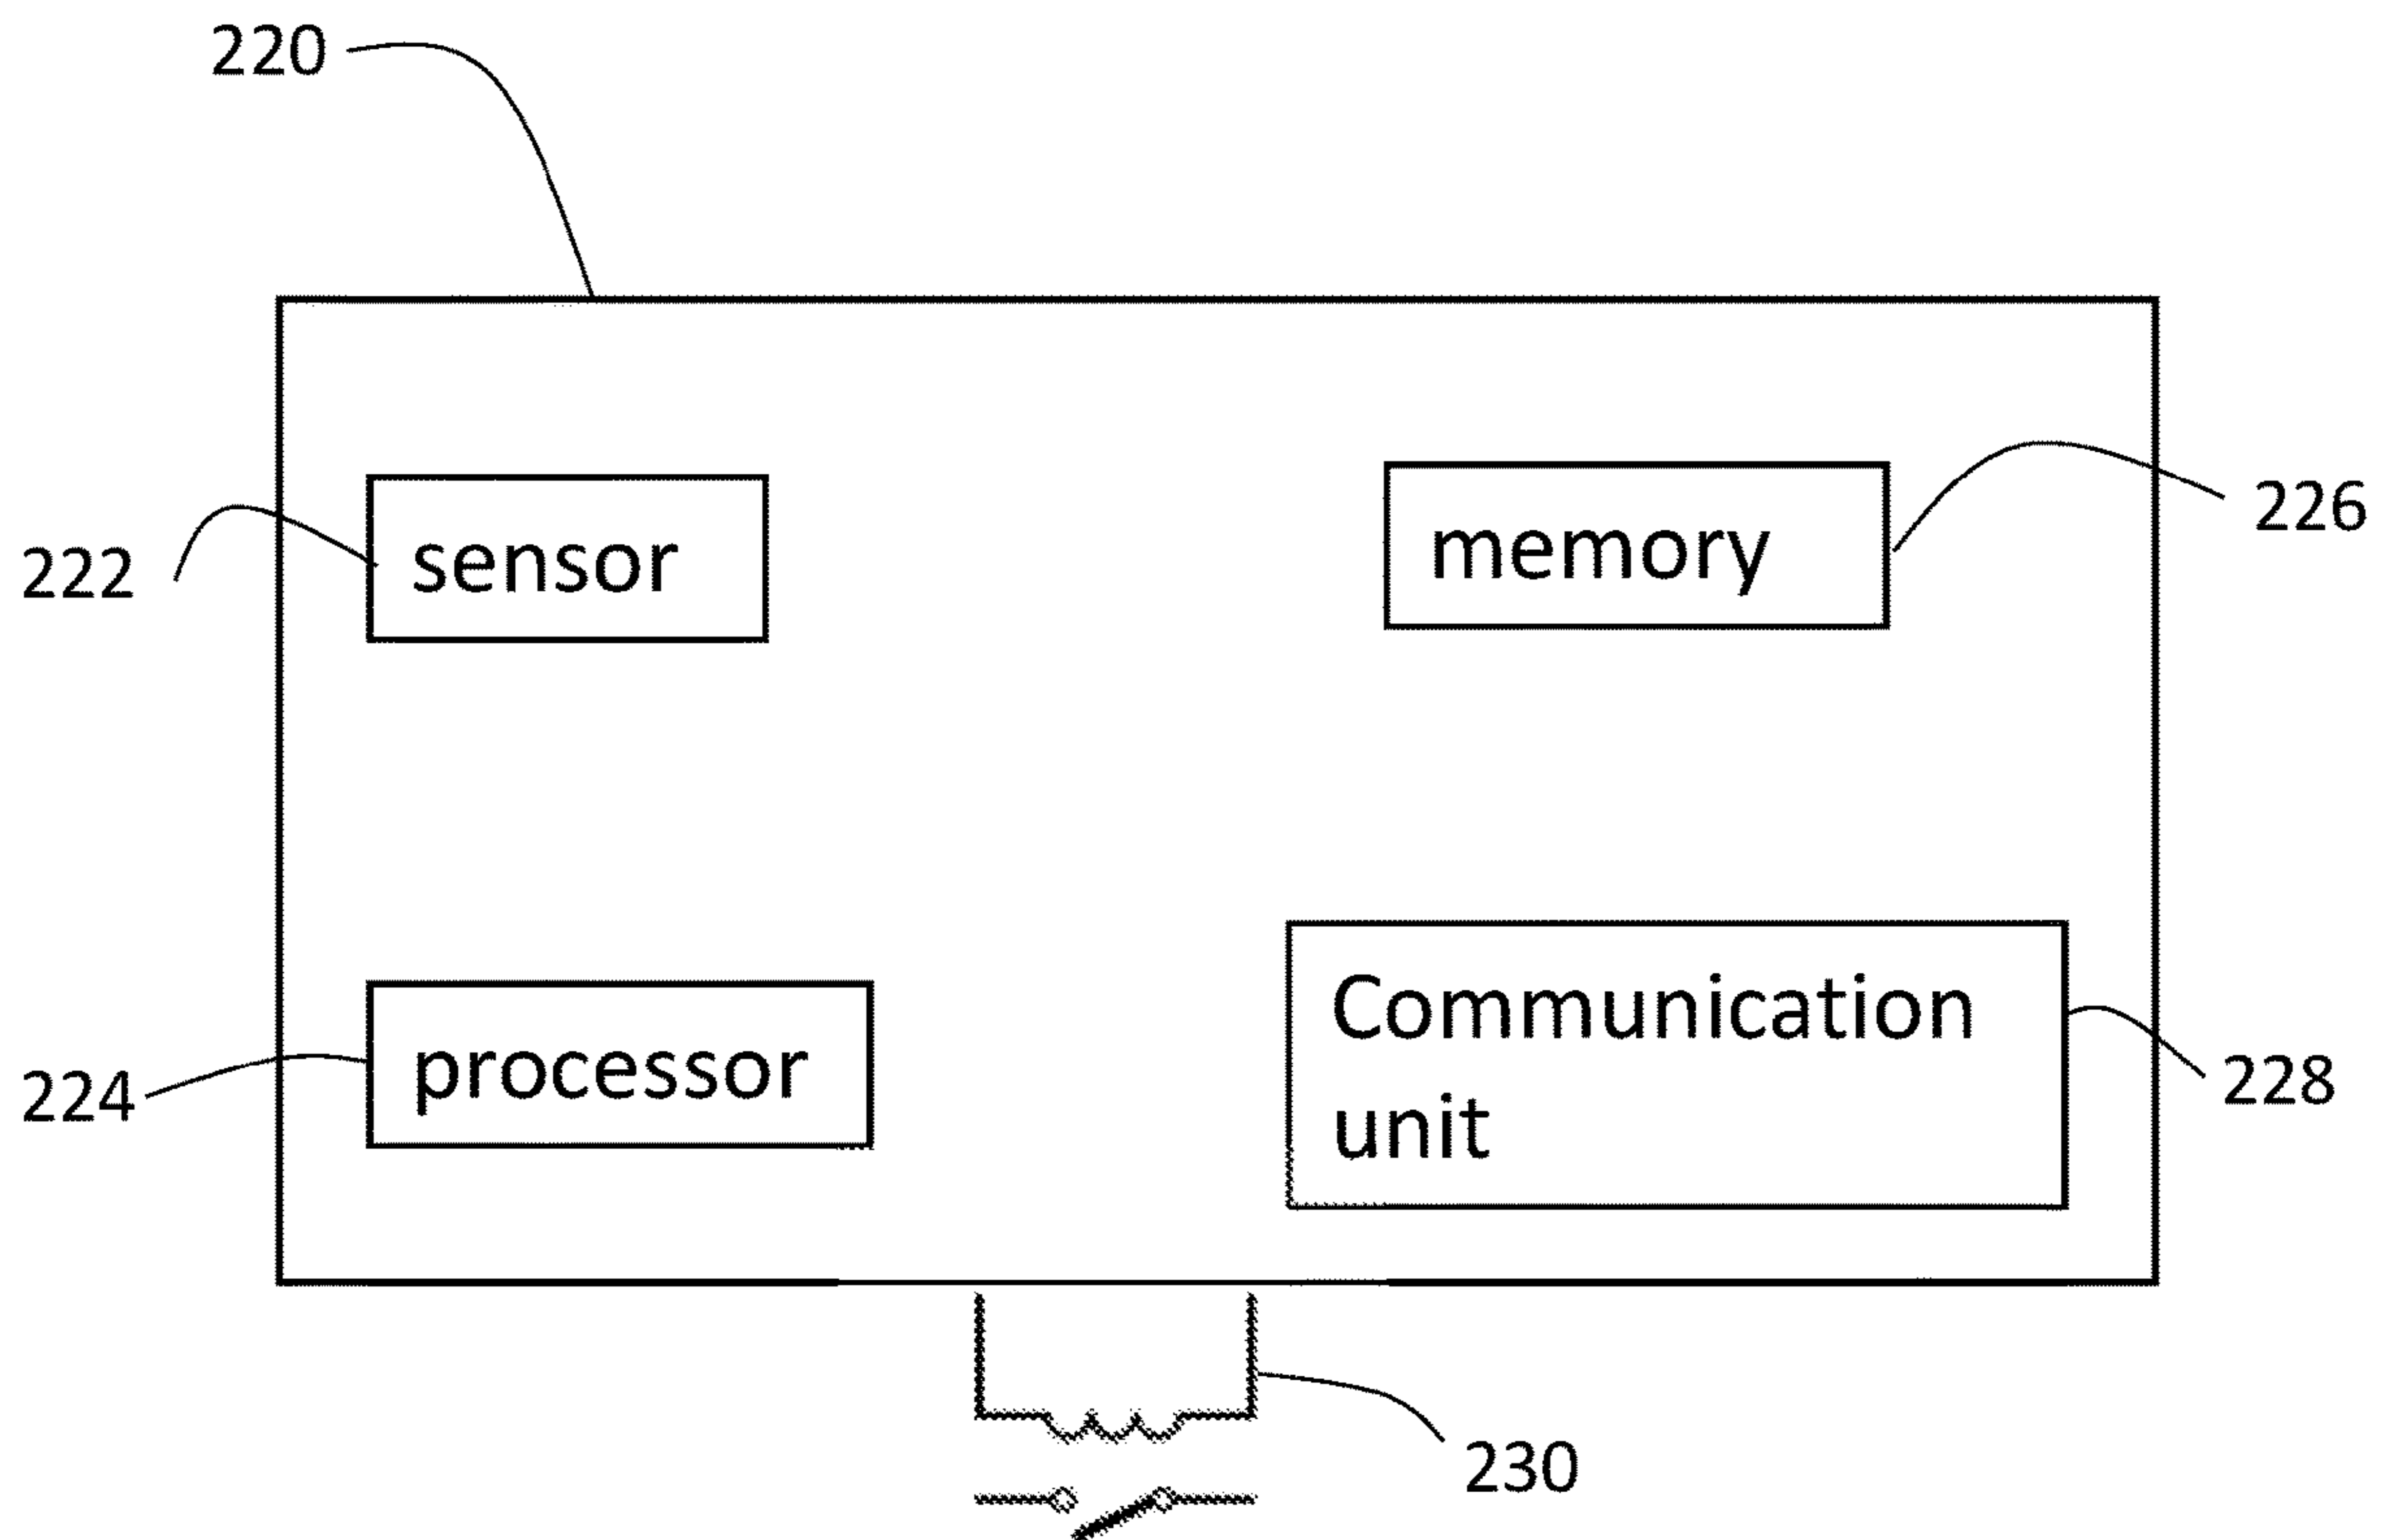 220
sensor
memory
226
222
Communication
unit
processor
224
228
230